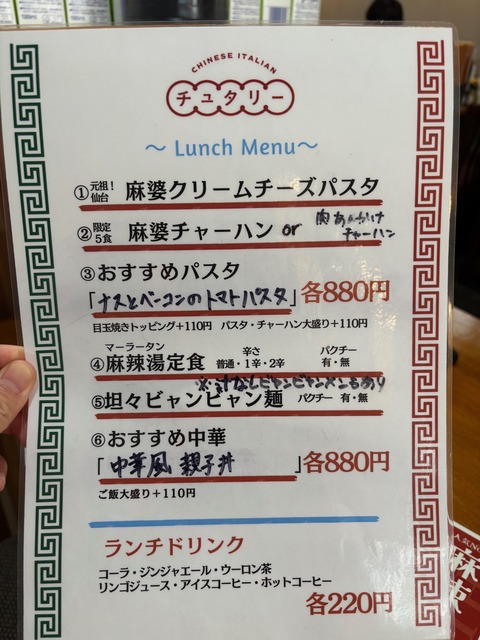 CHINESE ITALIAN
チュタリー
～ Lunch Menu～
①元祖！仙台 麻婆クリームチーズパスタ
②限定5食 麻婆チャーハン or 肉あんかけチャーハン
③おすすめパスタ
「ナスとベーコンのトマトパスタ」各880円
目玉焼きトッピング+110円 パスタ・チャーハン大盛り+110円
マーラータン 辛さ パクチー
④麻辣湯定食 普通・1辛・2辛 有・無
※汁なしビャンビャンメンもあり
⑤坦々ビャンビャン麺 パクチー 有・無
⑥おすすめ中華
「中華風 親子丼」各880円
ご飯大盛り+110円
ランチドリンク
コーラ・ジンジャエール・ウーロン茶
リンゴジュース・アイスコーヒー・ホットコーヒー
各220円